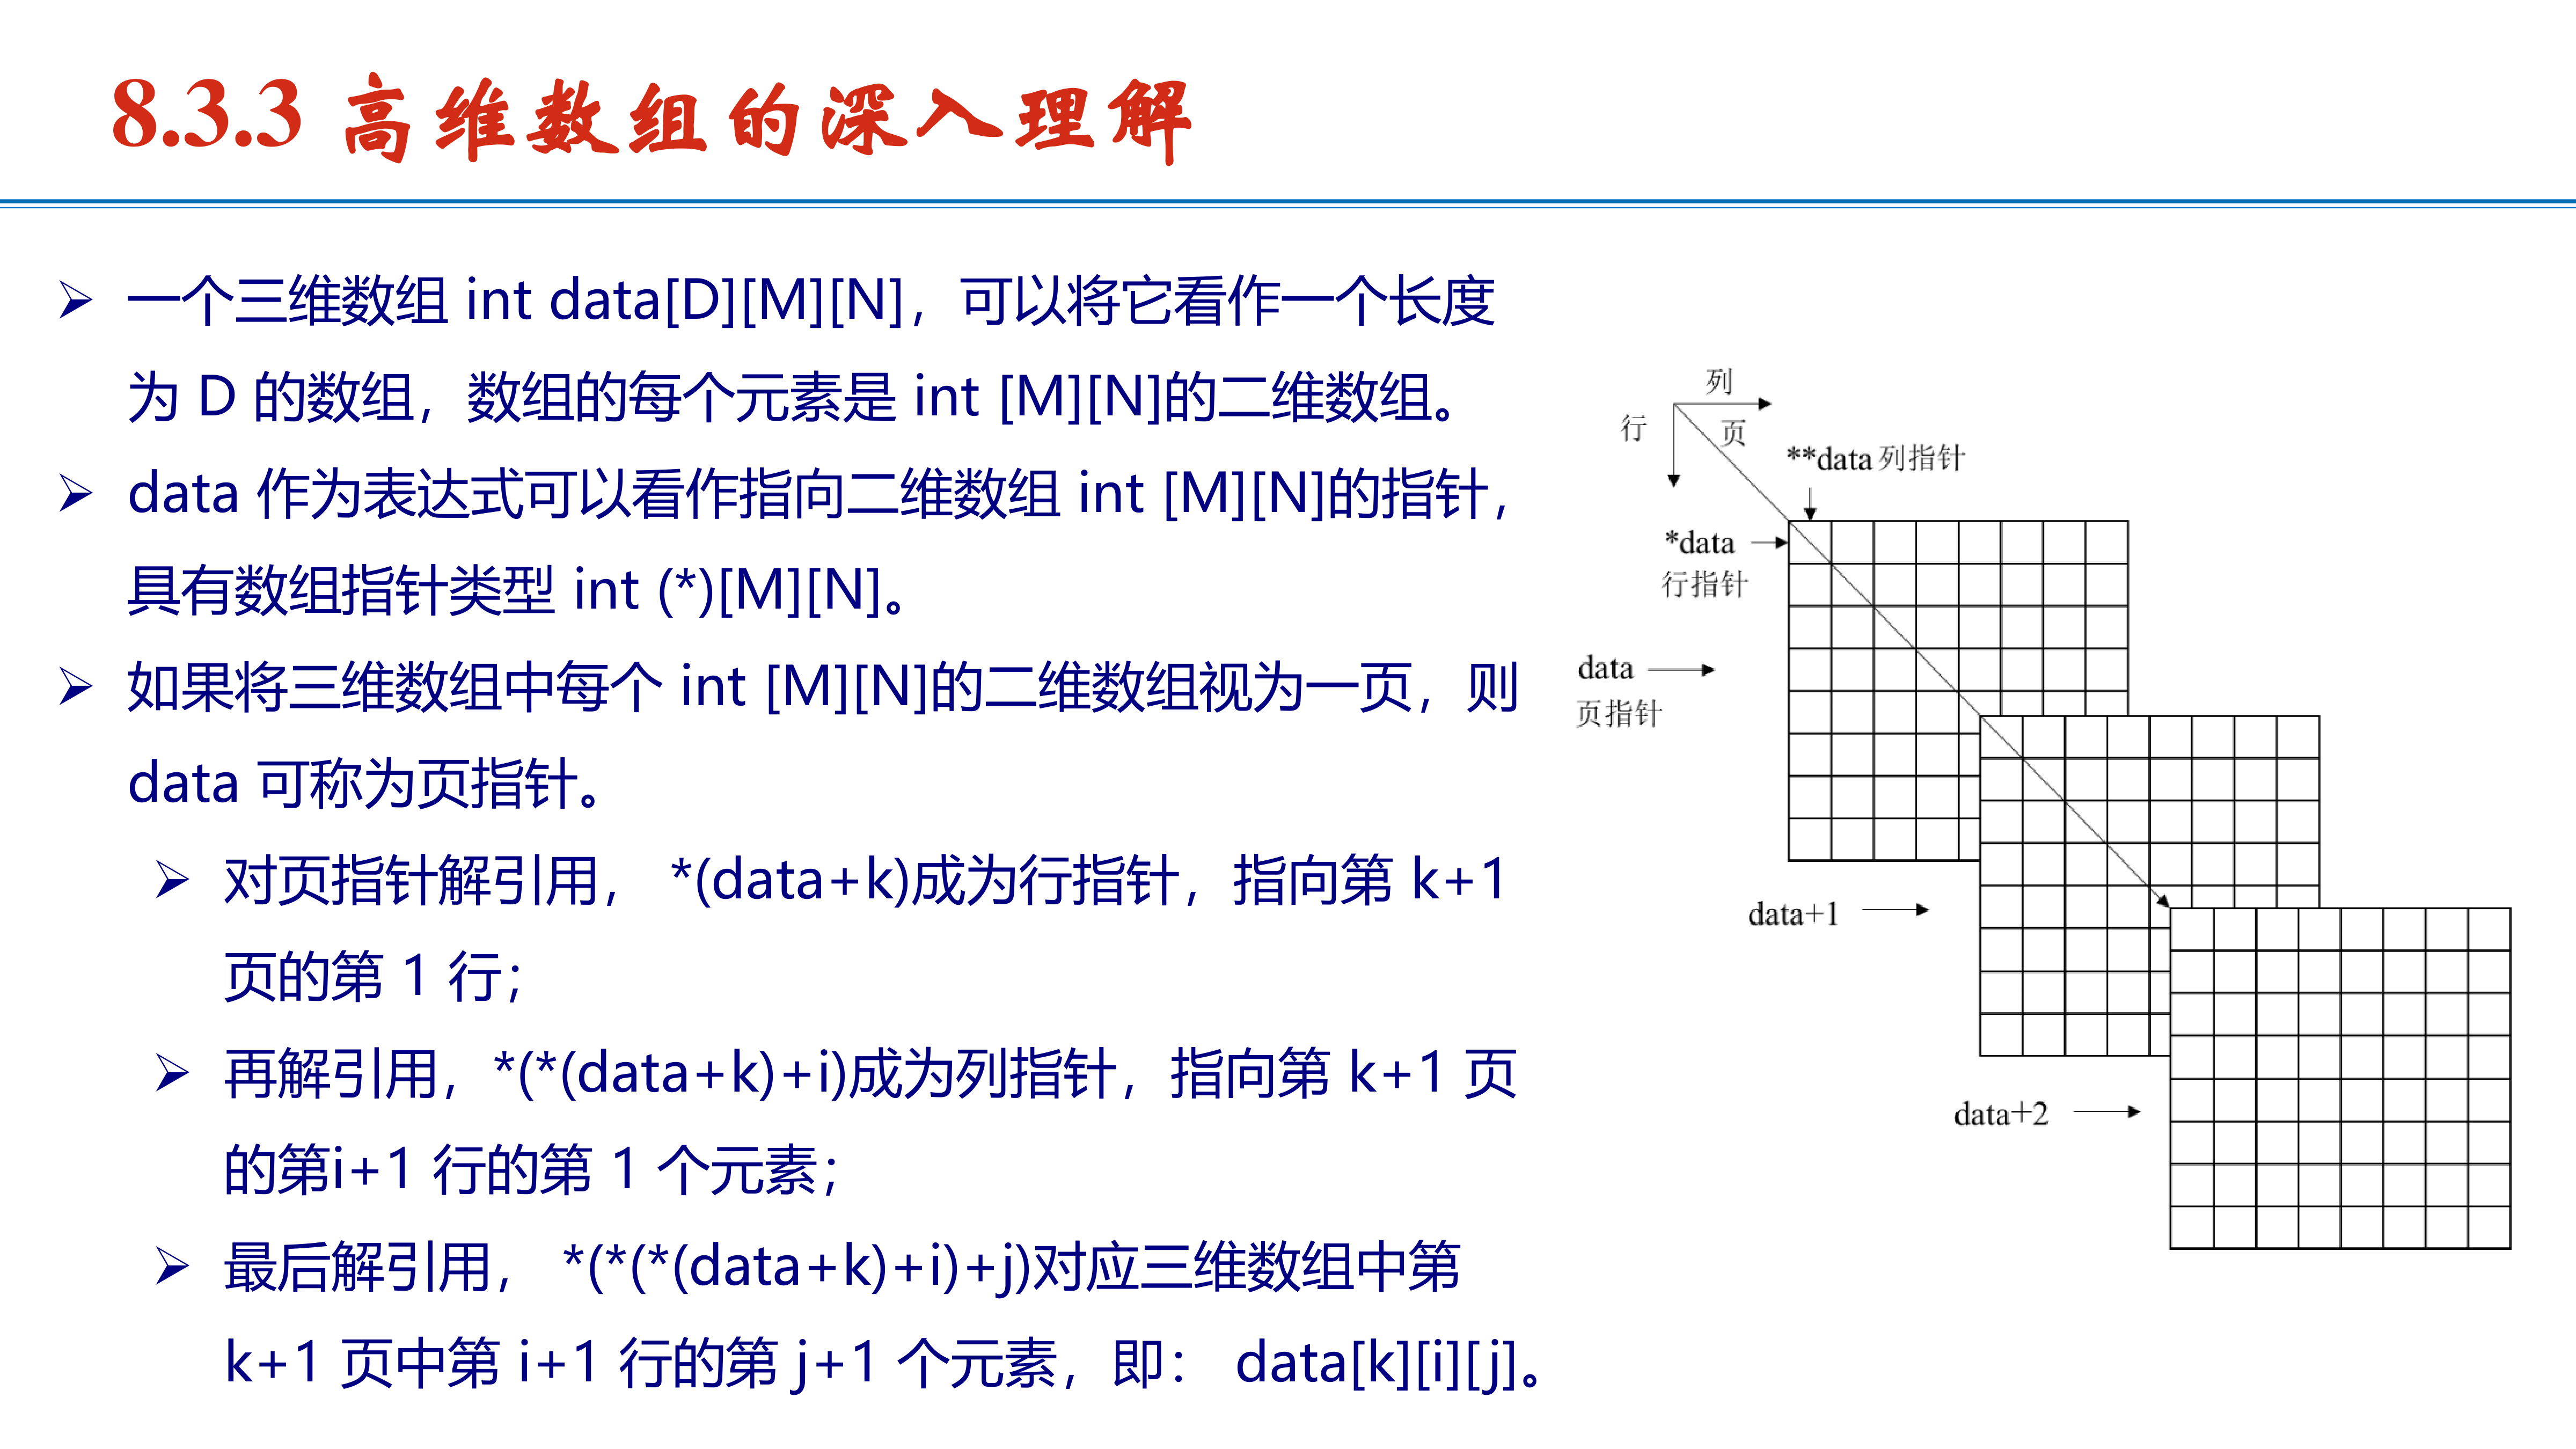 8.3.3 高维数组的深入理解
一个三维数组 int data[D][M][N]，可以将它看作一个长度
为 D 的数组，数组的每个元素是 int [M][N]的二维数组。
data 作为表达式可以看作指向二维数组 int [M][N]的指针，
具有数组指针类型 int (*)[M][N]。
如果将三维数组中每个 int [M][N]的二维数组视为一页，则
data 可称为页指针。
对页指针解引用， *(data+k)成为行指针，指向第 k+1
页的第 1 行；
再解引用，*(*(data+k)+i)成为列指针，指向第 k+1 页
的第i+1 行的第 1 个元素；
最后解引用， *(*(*(data+k)+i)+j)对应三维数组中第
k+1 页中第 i+1 行的第 j+1 个元素，即： data[k][i][j]。
列
行
页
**data 列指针
*data
行指针
data
页指针
data+1
data+2